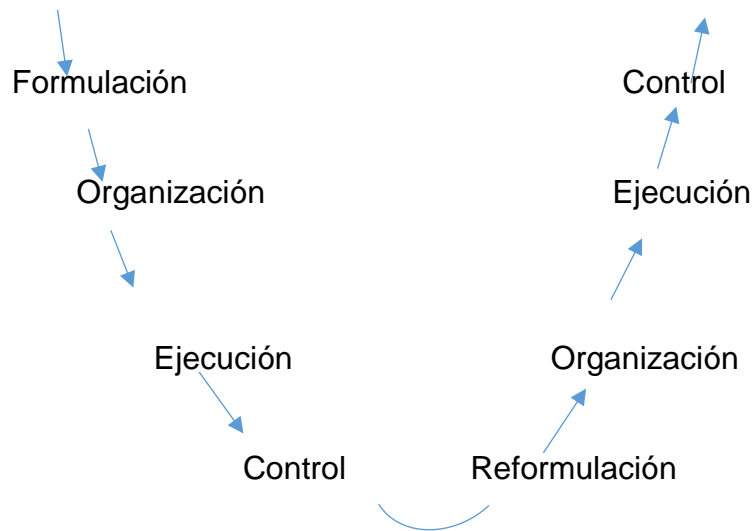 Formulación
Control
Organización
Ejecución
Ejecución
Organización
Control
Reformulación